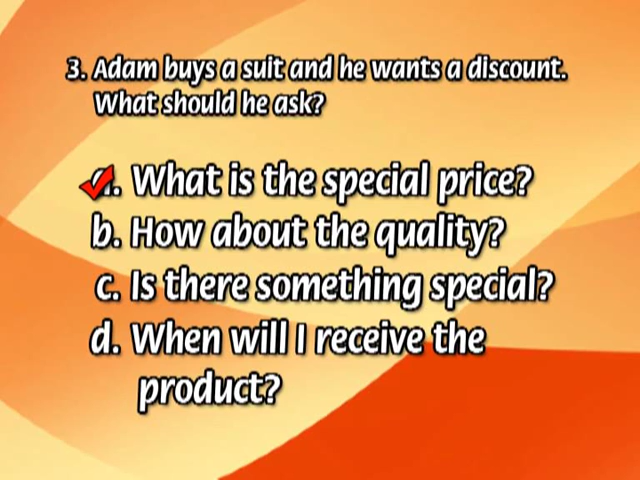 3. Adam buys a suit and he wants a discount.
What should he ask?
a. What is the special price?
b. How about the quality?
c. Is there something special?
d. When will I receive the
product?